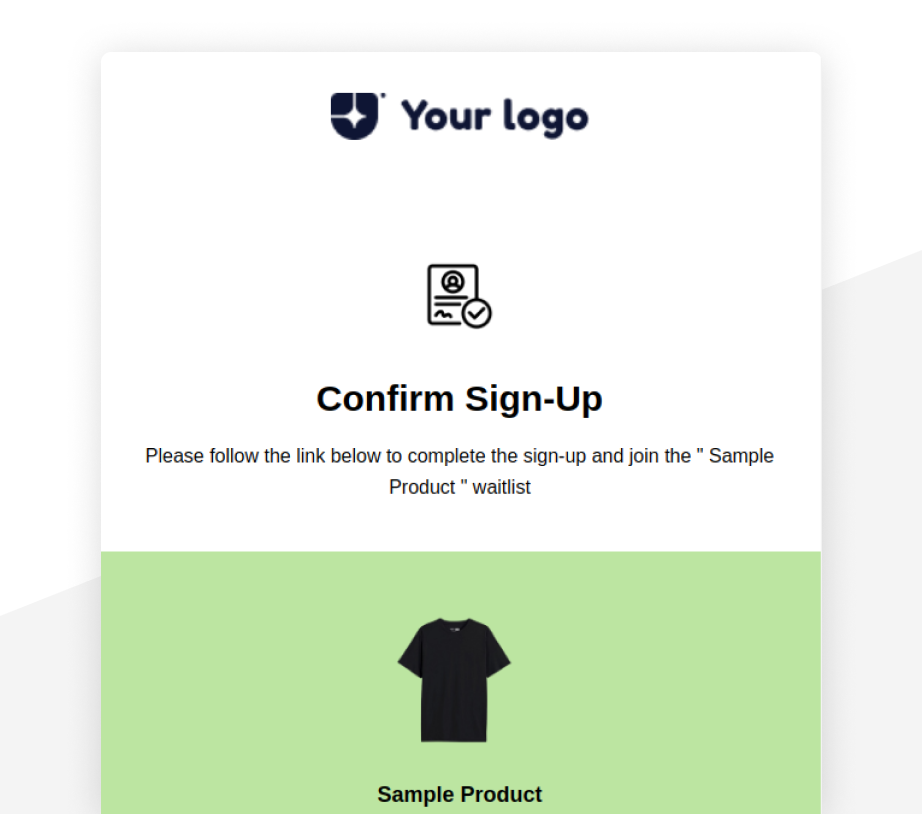 Your logo
Confirm Sign-Up
Please follow the link below to complete the sign-up and join the " Sample
Product " waitlist
Sample Product